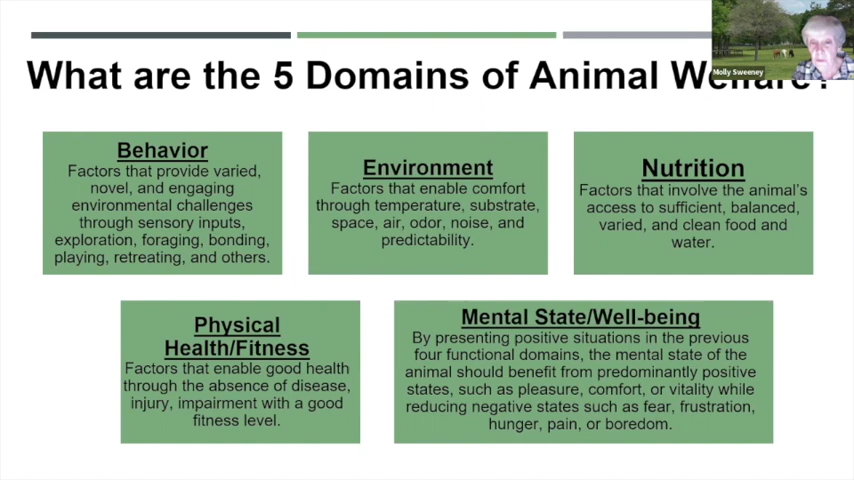 What are the 5 Domains of Animal Welfare?
Molly Sweeney
Behavior
Factors that provide varied,
novel, and engaging
environmental challenges
through sensory inputs,
exploration, foraging, bonding,
playing, retreating, and others.
Environment
Factors that enable comfort
through temperature, substrate,
space, air, odor, noise, and
predictability.
Nutrition
Factors that involve the animal's
access to sufficient, balanced,
varied, and clean food and
water.
Physical
Health/Fitness
Factors that enable good health
through the absence of disease,
injury, impairment with a good
fitness level.
Mental State/Well-being
By presenting positive situations in the previous
four functional domains, the mental state of the
animal should benefit from predominantly positive
states, such as pleasure, comfort, or vitality while
reducing negative states such as fear, frustration,
hunger, pain, or boredom.